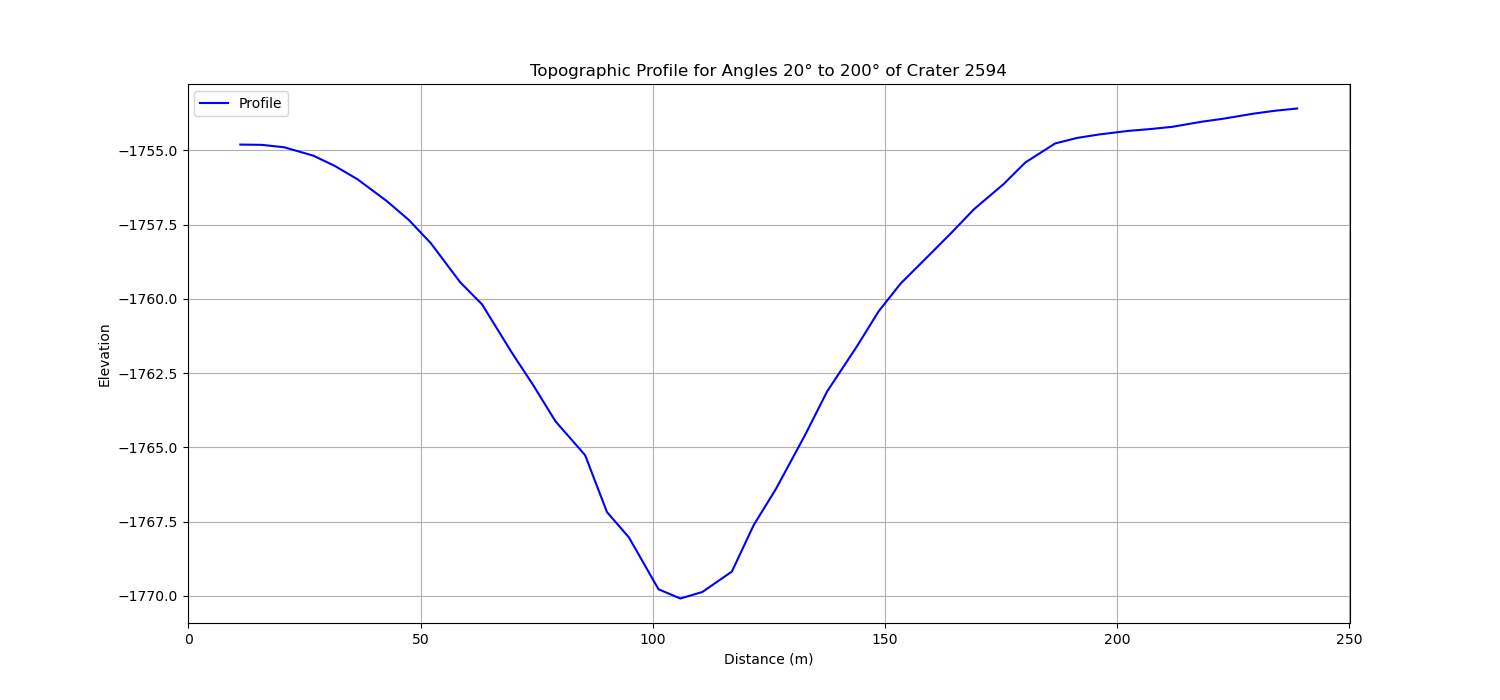 Topographic Profile for Angles 20° to 200° of Crater 2594
Profile
Elevation
−1755.0
−1757.5
−1760.0
−1762.5
−1765.0
−1767.5
−1770.0
0 50 100 150 200 250
Distance (m)